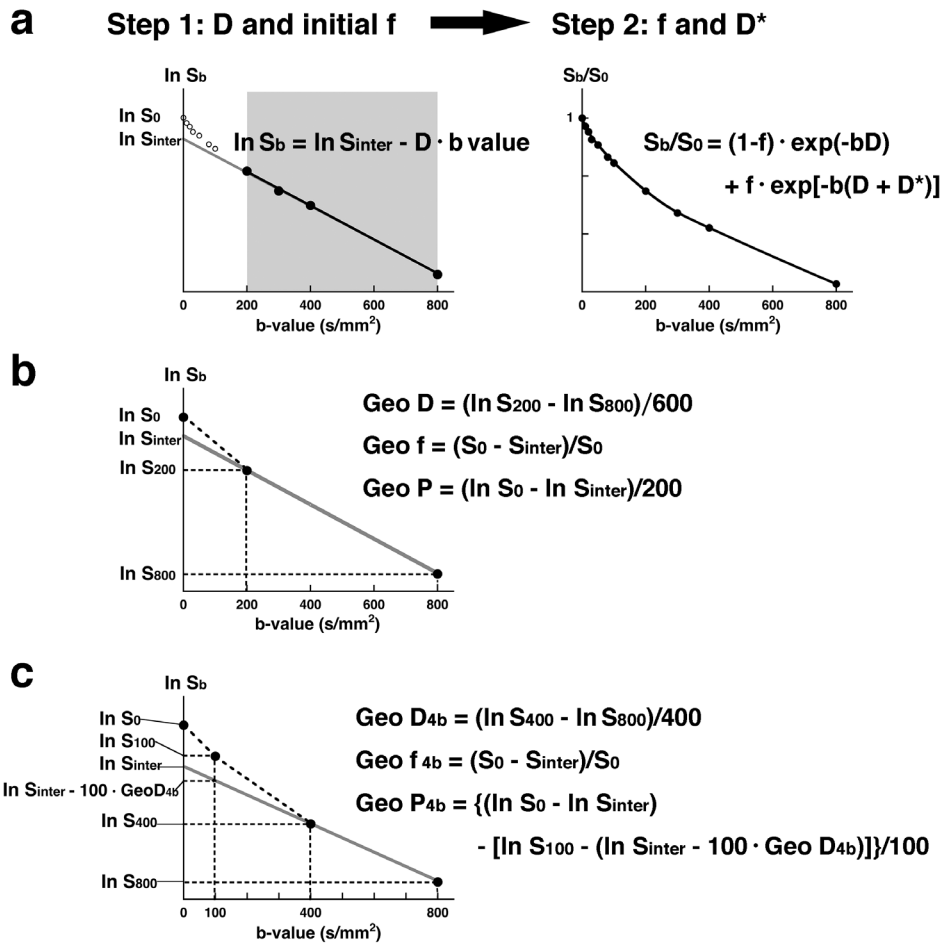 a
Step 1: D and initial f
Step 2: f and D*
ln Sb
ln S0
ln Sinter
ln Sb = ln Sinter - D · b value
0 200 400 600 800
b-value (s/mm2)
Sb/S0
1
Sb/S0 = (1-f) · exp(-bD)
+ f · exp[-b(D + D*)]
0 200 400 600 800
b-value (s/mm2)
b
ln Sb
ln S0
ln Sinter
ln S200
ln S800
0 200 400 600 800
b-value (s/mm2)
Geo D = (ln S200 - ln S800)/600
Geo f = (S0 - Sinter)/S0
Geo P = (ln S0 - ln Sinter)/200
c
ln Sb
ln S0
ln S100
ln Sinter
ln Sinter - 100 · GeoD4b
ln S400
ln S800
0 100 400 800
b-value (s/mm2)
Geo D4b = (ln S400 - ln S800)/400
Geo f 4b = (S0 - Sinter)/S0
Geo P4b = {(ln S0 - ln Sinter)
- [ln S100 - (ln Sinter - 100 · Geo D4b)]}/100